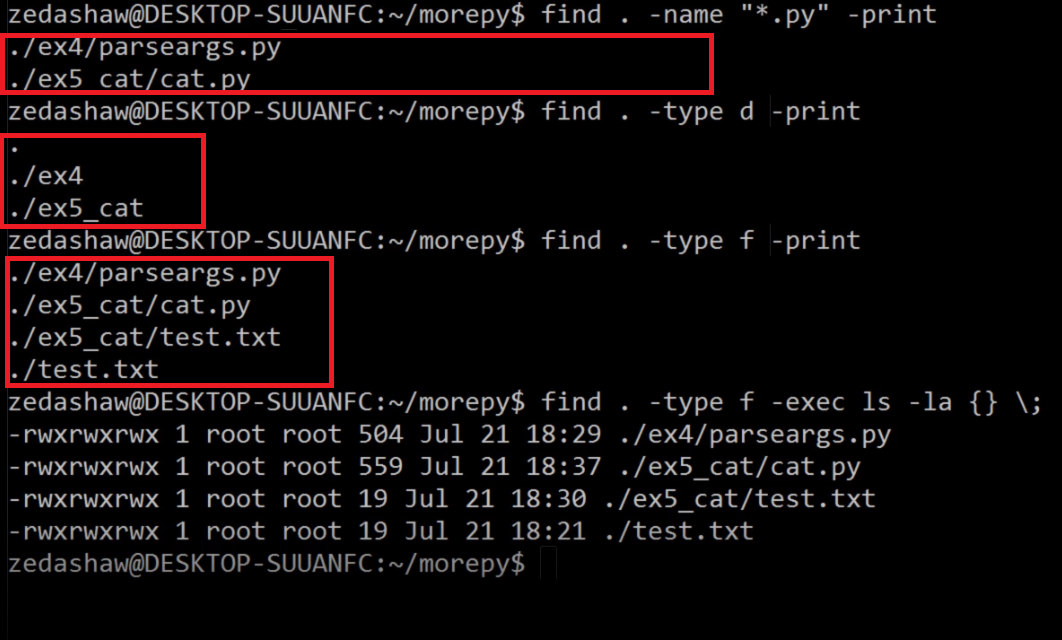 zedashaw@DESKTOP-SUUANFC:~/morepy$ find . -name "*.py" -print
./ex4/parseargs.py
./ex5_cat/cat.py
zedashaw@DESKTOP-SUUANFC:~/morepy$ find . -type d -print
.
./ex4
./ex5_cat
zedashaw@DESKTOP-SUUANFC:~/morepy$ find . -type f -print
./ex4/parseargs.py
./ex5_cat/cat.py
./ex5_cat/test.txt
./test.txt
zedashaw@DESKTOP-SUUANFC:~/morepy$ find . -type f -exec ls -la {} \;
-rwxrwxrwx 1 root root 504 Jul 21 18:29 ./ex4/parseargs.py
-rwxrwxrwx 1 root root 559 Jul 21 18:37 ./ex5_cat/cat.py
-rwxrwxrwx 1 root root 19 Jul 21 18:30 ./ex5_cat/test.txt
-rwxrwxrwx 1 root root 19 Jul 21 18:21 ./test.txt
zedashaw@DESKTOP-SUUANFC:~/morepy$